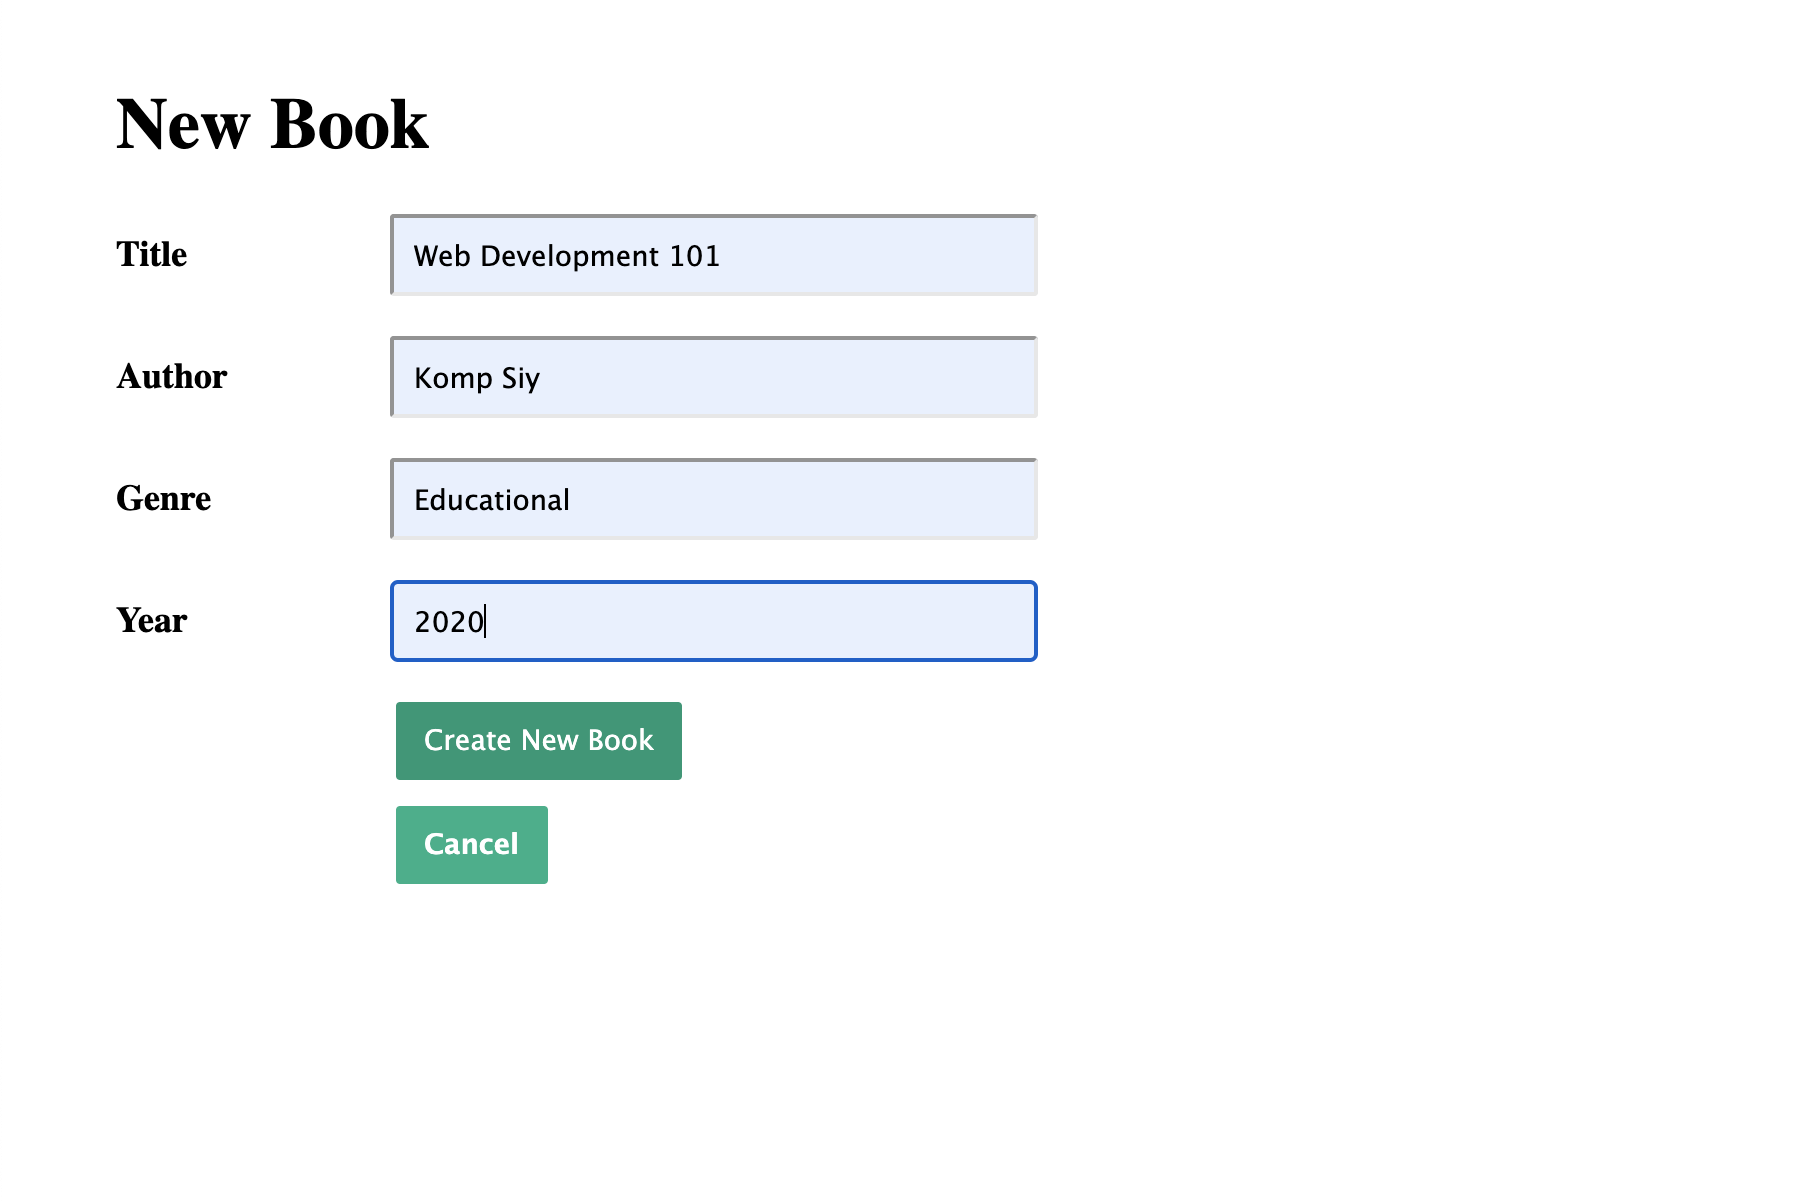 New Book
Title
Web Development 101
Author
Komp Siy
Genre
Educational
Year
2020
Create New Book
Cancel